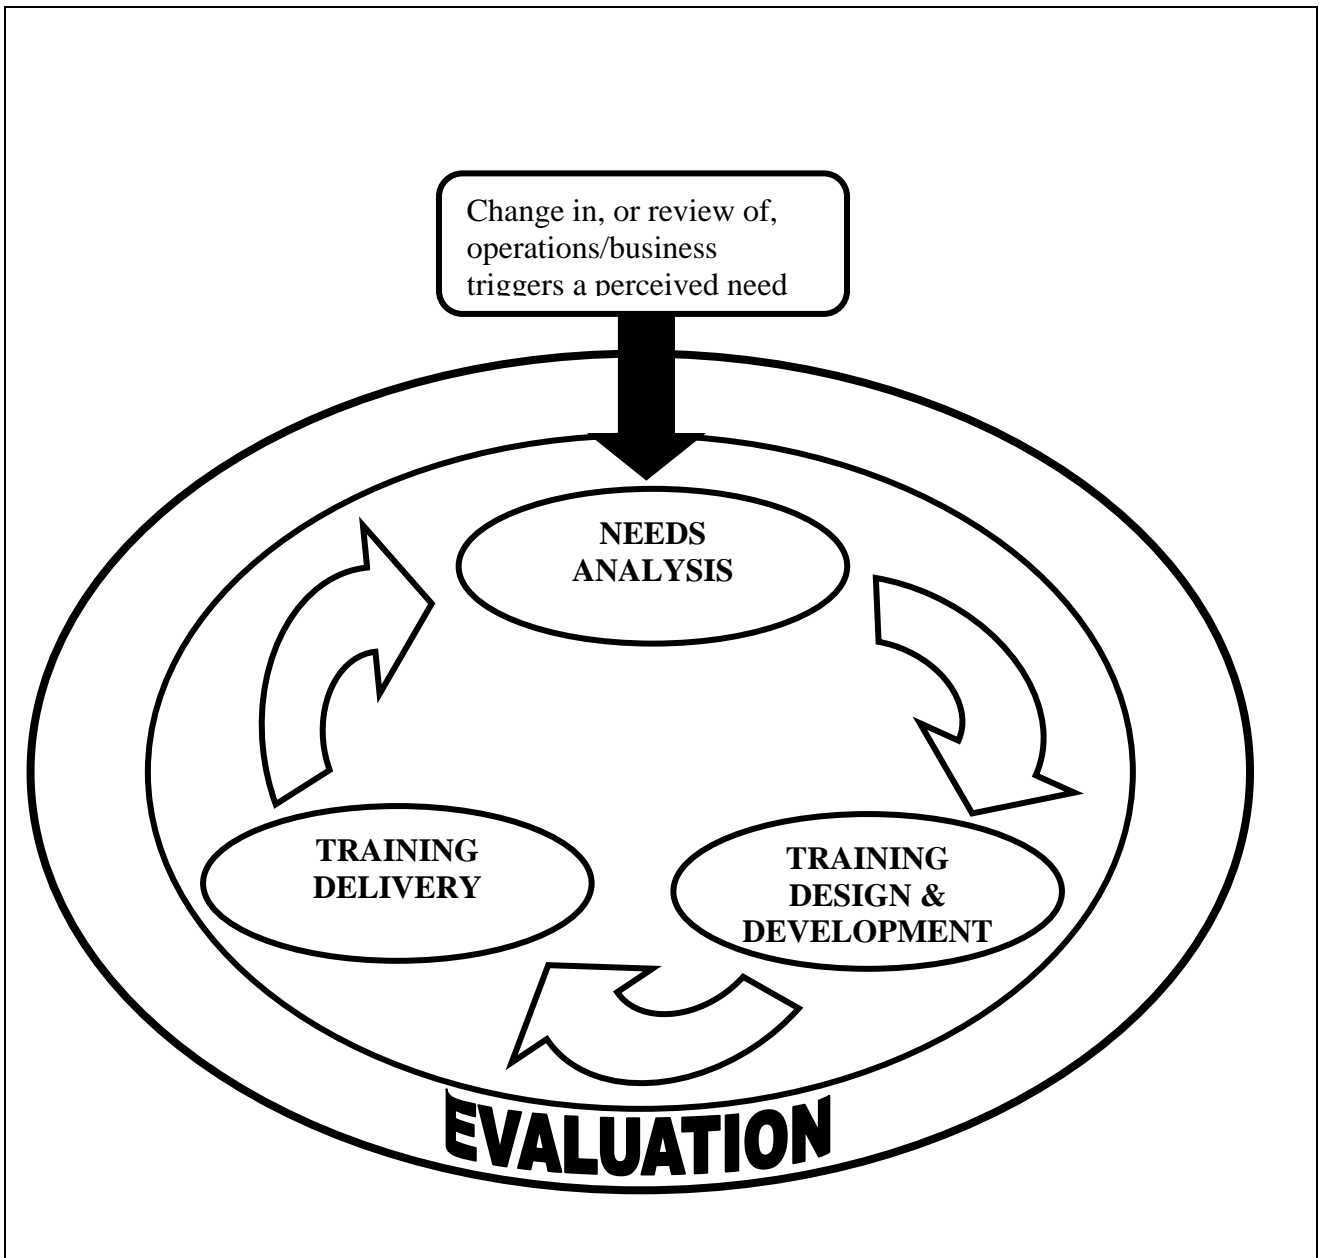 Change in, or review of,
operations/business
triggers a perceived need
NEEDS
ANALYSIS
TRAINING
DELIVERY
TRAINING
DESIGN &
DEVELOPMENT
EVALUATION